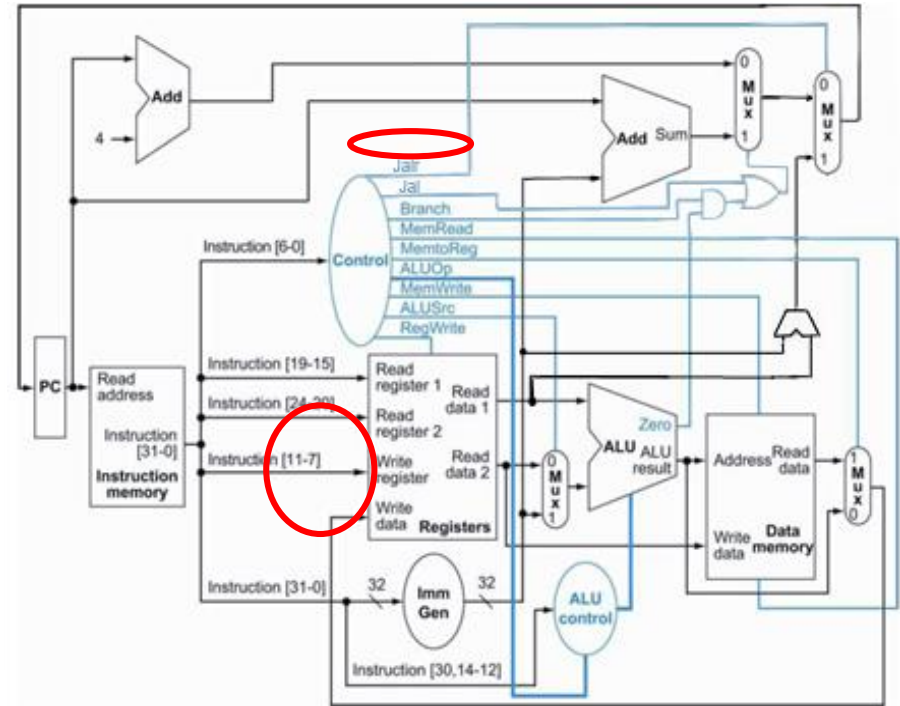 0
M
u
x
1
0
M
u
x
1
Add
4
Add Sum
Jalr
Jal
Branch
MemRead
MemtoReg
ALUOp
MemWrite
ALUSrc
RegWrite
Control
Instruction [6-0]
PC
Read
address
Instruction
[31-0]
Instruction
memory
Instruction [19-15]
Instruction [24-20]
Instruction [11-7]
Instruction [31-0]
Read
register 1
Read
register 2
Write
register
Write
data
Read
data 1
Read
data 2
Registers
0
M
u
x
1
Zero
ALU ALU
result
Address
Read
data
Write
data
Data
memory
1
M
u
x
0
32
Imm
Gen
32
ALU
control
Instruction [30,14-12]